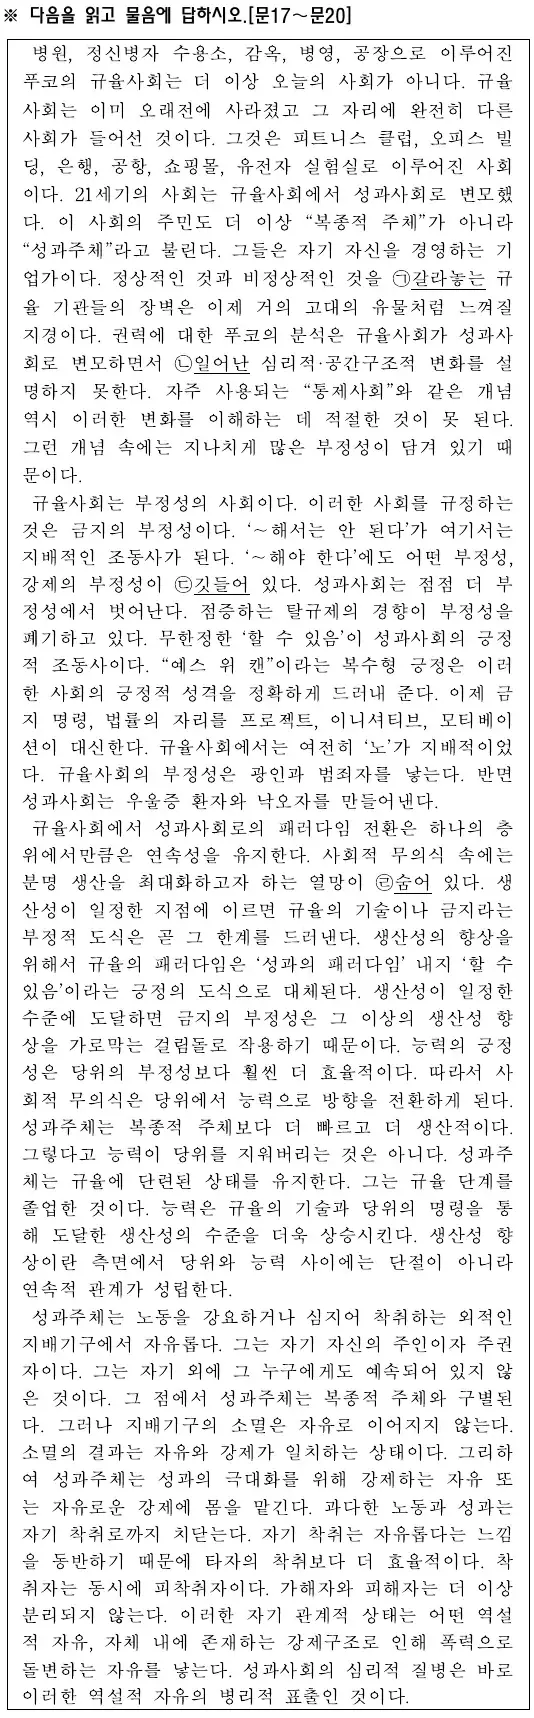 ※ 다음을 읽고 물음에 답하시오.[문17～문20]
병원, 정신병자 수용소, 감옥, 병영, 공장으로 이루어진
푸코의 규율사회는 더 이상 오늘의 사회가 아니다. 규율
사회는 이미 오래전에 사라졌고 그 자리에 완전히 다른
사회가 들어선 것이다. 그것은 피트니스 클럽, 오피스 빌
딩, 은행, 공항, 쇼핑몰, 유전자 실험실로 이루어진 사회
이다. 21세기의 사회는 규율사회에서 성과사회로 변모했
다. 이 사회의 주민도 더 이상 “복종적 주체”가 아니라
“성과주체”라고 불린다. 그들은 자기 자신을 경영하는 기
업가이다. 정상적인 것과 비정상적인 것을 ㉠갈라놓는 규
율 기관들의 장벽은 이제 거의 고대의 유물처럼 느껴질
지경이다. 권력에 대한 푸코의 분석은 규율사회가 성과사
회로 변모하면서 ㉡일어난 심리적·공간구조적 변화를 설
명하지 못한다. 자주 사용되는 “통제사회”와 같은 개념
역시 이러한 변화를 이해하는 데 적절한 것이 못 된다.
그런 개념 속에는 지나치게 많은 부정성이 담겨 있기 때
문이다.
규율사회는 부정성의 사회이다. 이러한 사회를 규정하는
것은 금지의 부정성이다. ‘～해서는 안 된다’가 여기서는
지배적인 조동사가 된다. ‘～해야 한다’에도 어떤 부정성,
강제의 부정성이 ㉢깃들어 있다. 성과사회는 점점 더 부
정성에서 벗어난다. 점증하는 탈규제의 경향이 부정성을
폐기하고 있다. 무한정한 ‘할 수 있음’이 성과사회의 긍정
적 조동사이다. “예스 위 캔”이라는 복수형 긍정은 이러
한 사회의 긍정적 성격을 정확하게 드러내 준다. 이제 금
지 명령, 법률의 자리를 프로젝트, 이니셔티브, 모티베이
션이 대신한다. 규율사회에서는 여전히 ‘노’가 지배적이었
다. 규율사회의 부정성은 광인과 범죄자를 낳는다. 반면
성과사회는 우울증 환자와 낙오자를 만들어낸다.
규율사회에서 성과사회로의 패러다임 전환은 하나의 층
위에서만큼은 연속성을 유지한다. 사회적 무의식 속에는
분명 생산을 최대화하고자 하는 열망이 ㉣숨어 있다. 생
산성이 일정한 지점에 이르면 규율의 기술이나 금지라는
부정적 도식은 곧 그 한계를 드러낸다. 생산성의 향상을
위해서 규율의 패러다임은 ‘성과의 패러다임’ 내지 ‘할 수
있음’이라는 긍정의 도식으로 대체된다. 생산성이 일정한
수준에 도달하면 금지의 부정성은 그 이상의 생산성 향
상을 가로막는 걸림돌로 작용하기 때문이다. 능력의 긍정
성은 당위의 부정성보다 훨씬 더 효율적이다. 따라서 사
회적 무의식은 당위에서 능력으로 방향을 전환하게 된다.
성과주체는 복종적 주체보다 더 빠르고 더 생산적이다.
그렇다고 능력이 당위를 지워버리는 것은 아니다. 성과주
체는 규율에 단련된 상태를 유지한다. 그는 규율 단계를
졸업한 것이다. 능력은 규율의 기술과 당위의 명령을 통
해 도달한 생산성의 수준을 더욱 상승시킨다. 생산성 향
상이란 측면에서 당위와 능력 사이에는 단절이 아니라
연속적 관계가 성립한다.
성과주체는 노동을 강요하거나 심지어 착취하는 외적인
지배기구에서 자유롭다. 그는 자기 자신의 주인이자 주권
자이다. 그는 자기 외에 그 누구에게도 예속되어 있지 않
은 것이다. 그 점에서 성과주체는 복종적 주체와 구별된
다. 그러나 지배기구의 소멸은 자유로 이어지지 않는다.
소멸의 결과는 자유와 강제가 일치하는 상태이다. 그리하
여 성과주체는 성과의 극대화를 위해 강제하는 자유 또
는 자유로운 강제에 몸을 맡긴다. 과다한 노동과 성과는
자기 착취로까지 치닫는다. 자기 착취는 자유롭다는 느낌
을 동반하기 때문에 타자의 착취보다 더 효율적이다. 착
취자는 동시에 피착취자이다. 가해자와 피해자는 더 이상
분리되지 않는다. 이러한 자기 관계적 상태는 어떤 역설
적 자유, 자체 내에 존재하는 강제구조로 인해 폭력으로
돌변하는 자유를 낳는다. 성과사회의 심리적 질병은 바로
이러한 역설적 자유의 병리적 표출인 것이다.